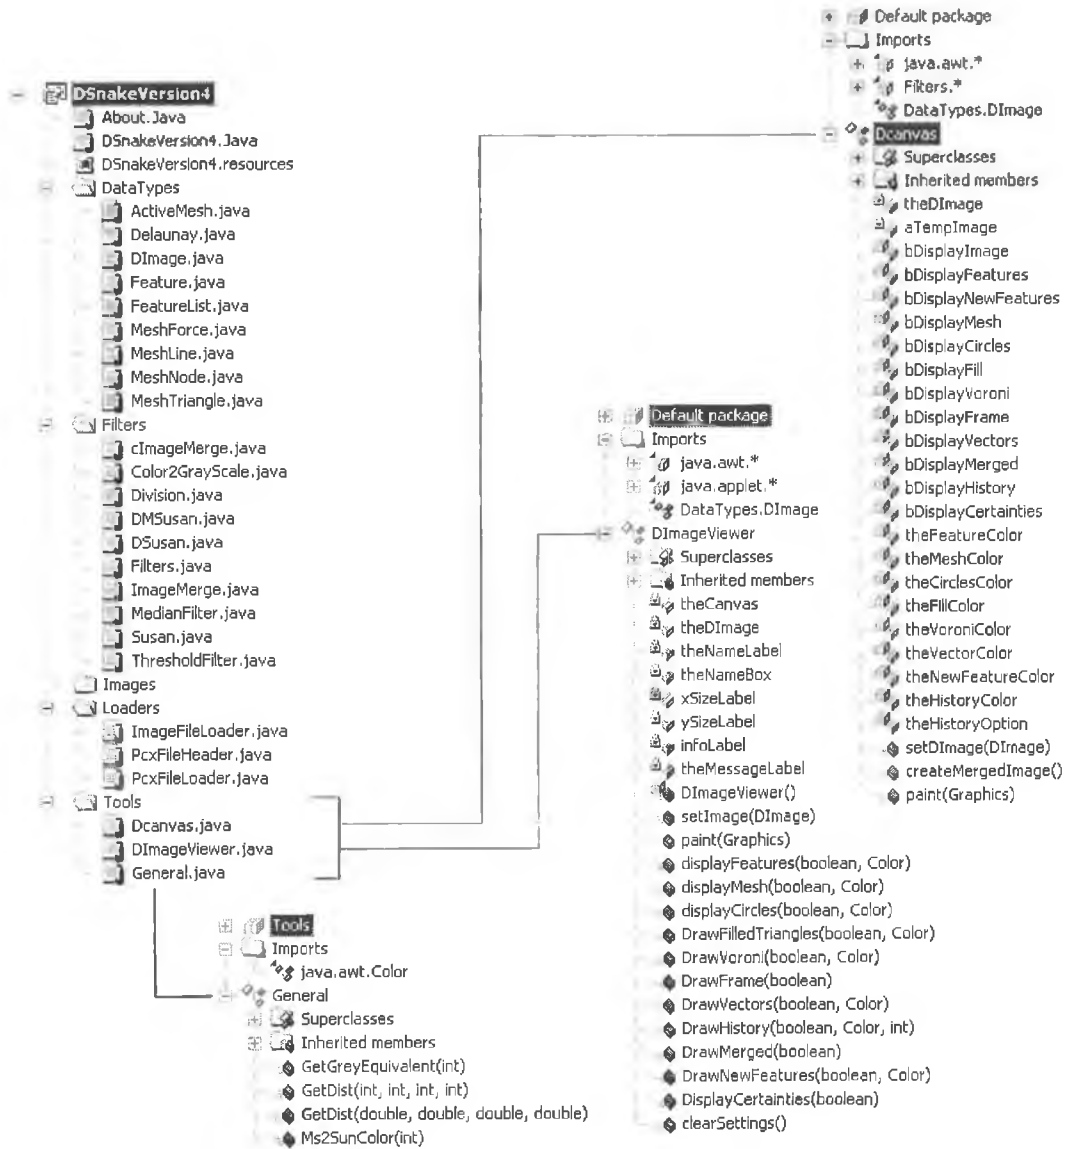 DSnakeVersion4
About.Java
DSnakeVersion4.Java
DSnakeVersion4.resources
DataTypes
ActiveMesh.java
Delaunay.java
DImage.java
Feature.java
FeatureList.java
MeshForce.java
MeshLine.java
MeshNode.java
MeshTriangle.java
Filters
cImageMerge.java
Color2GrayScale.java
Division.java
DMSusan.java
DSusan.java
Filters.java
ImageMerge.java
MedianFilter.java
Susan.java
ThresholdFilter.java
Images
Loaders
ImageFileLoader.java
PcxFileHeader.java
PcxFileLoader.java
Tools
Dcanvas.java
DImageViewer.java
General.java
Tools
Imports
java.awt.Color
General
Superclasses
Inherited members
GetGreyEquivalent(int)
GetDist(int, int, int, int)
GetDist(double, double, double, double)
Ms2SunColor(int)
Default package
Imports
java.awt.*
java.applet.*
DataTypes.DImage
DImageViewer
Superclasses
Inherited members
theCanvas
theDImage
theNameLabel
theNameBox
xSizeLabel
ySizeLabel
infoLabel
theMessageLabel
DImageViewer()
setImage(DImage)
paint(Graphics)
displayFeatures(boolean, Color)
displayMesh(boolean, Color)
displayCircles(boolean, Color)
DrawFilledTriangles(boolean, Color)
DrawVoroni(boolean, Color)
DrawFrame(boolean)
DrawVectors(boolean, Color)
DrawHistory(boolean, Color, int)
DrawMerged(boolean)
DrawNewFeatures(boolean, Color)
DisplayCertainties(boolean)
clearSettings()
Default package
Imports
java.awt.*
Filters.*
DataTypes.DImage
Dcanvas
Superclasses
Inherited members
theDImage
aTempImage
bDisplayImage
bDisplayFeatures
bDisplayNewFeatures
bDisplayMesh
bDisplayCircles
bDisplayFill
bDisplayVoroni
bDisplayFrame
bDisplayVectors
bDisplayMerged
bDisplayHistory
bDisplayCertainties
theFeatureColor
theMeshColor
theCirclesColor
theFillColor
theVoroniColor
theVectorColor
theNewFeatureColor
theHistoryColor
theHistoryOption
setDImage(DImage)
createMergedImage()
paint(Graphics)